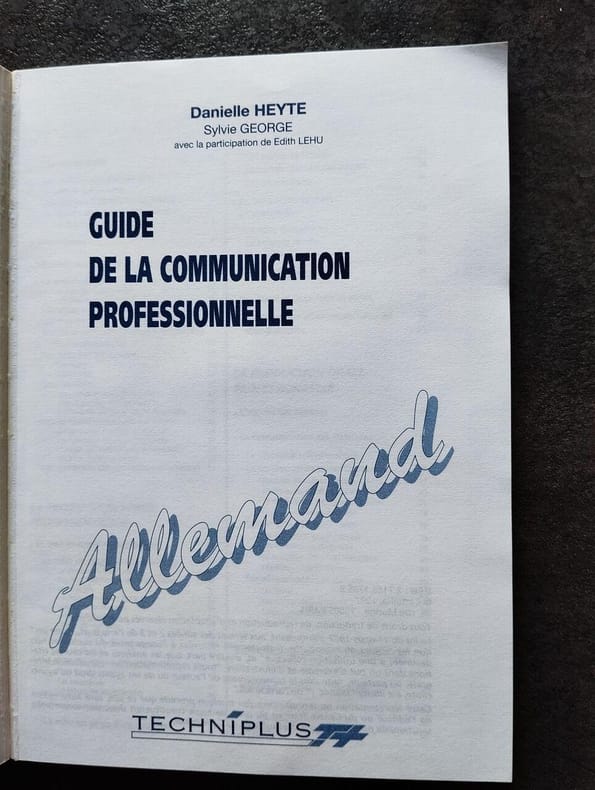 Danielle HEYTE
Sylvie GEORGE
avec la participation de Edith LEHU
GUIDE
DE LA COMMUNICATION
PROFESSIONNELLE
Allemand
TECHNIPLUS T+